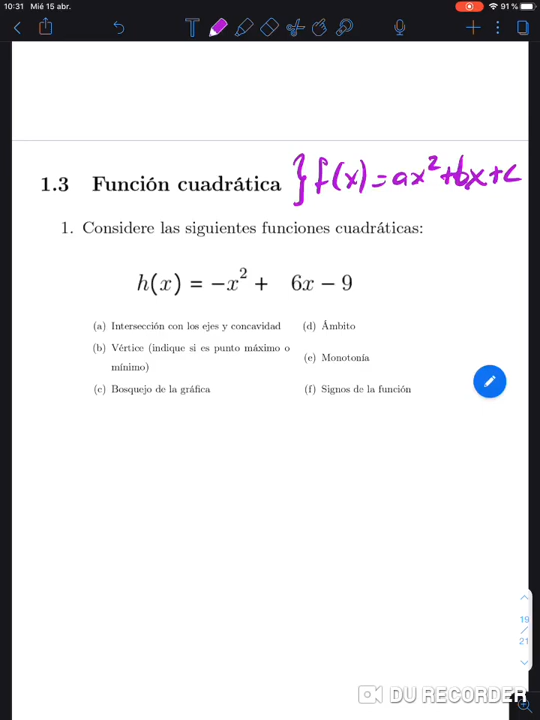 10:31 Mié 15 abr. 91 %
1.3 Función cuadrática } f(x) = ax² + bx + c
1. Considere las siguientes funciones cuadráticas:
h(x) = −x² + 6x − 9
(a) Intersección con los ejes y concavidad
(b) Vértice (indique si es punto máximo o
mínimo)
(c) Bosquejo de la gráfica
(d) Ámbito
(e) Monotonía
(f) Signos de la función
19
/
21
DU RECORDER